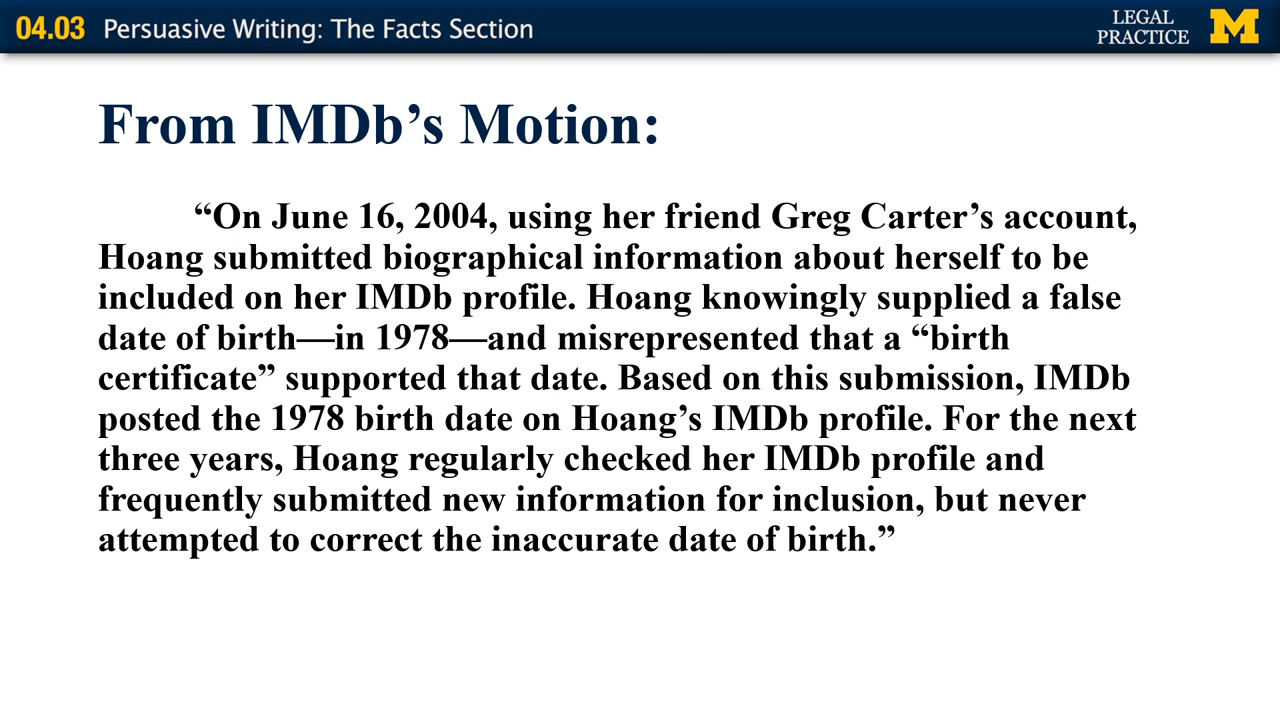 04.03 Persuasive Writing: The Facts Section
LEGAL
PRACTICE
M
From IMDb’s Motion:
“On June 16, 2004, using her friend Greg Carter’s account,
Hoang submitted biographical information about herself to be
included on her IMDb profile. Hoang knowingly supplied a false
date of birth—in 1978—and misrepresented that a “birth
certificate” supported that date. Based on this submission, IMDb
posted the 1978 birth date on Hoang’s IMDb profile. For the next
three years, Hoang regularly checked her IMDb profile and
frequently submitted new information for inclusion, but never
attempted to correct the inaccurate date of birth.”